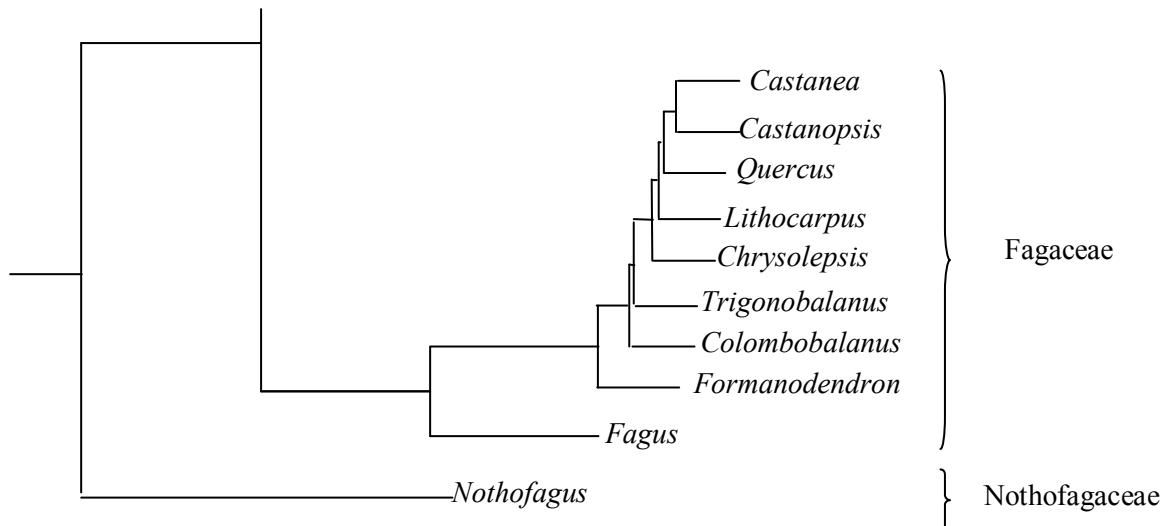 Castanea
Castanopsis
Quercus
Lithocarpus
Chrysolepsis
Fagaceae
Trigonobalanus
Colombobalanus
Formanodendron
Fagus
Nothofagus
Nothofagaceae